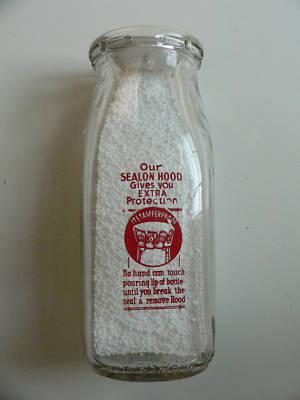 Our
SEALON HOOD
Gives you
EXTRA
Protection
ITSTAMPERPROOF
No hand can touch
pouring lip of bottle
until you break the
seal & remove Hood